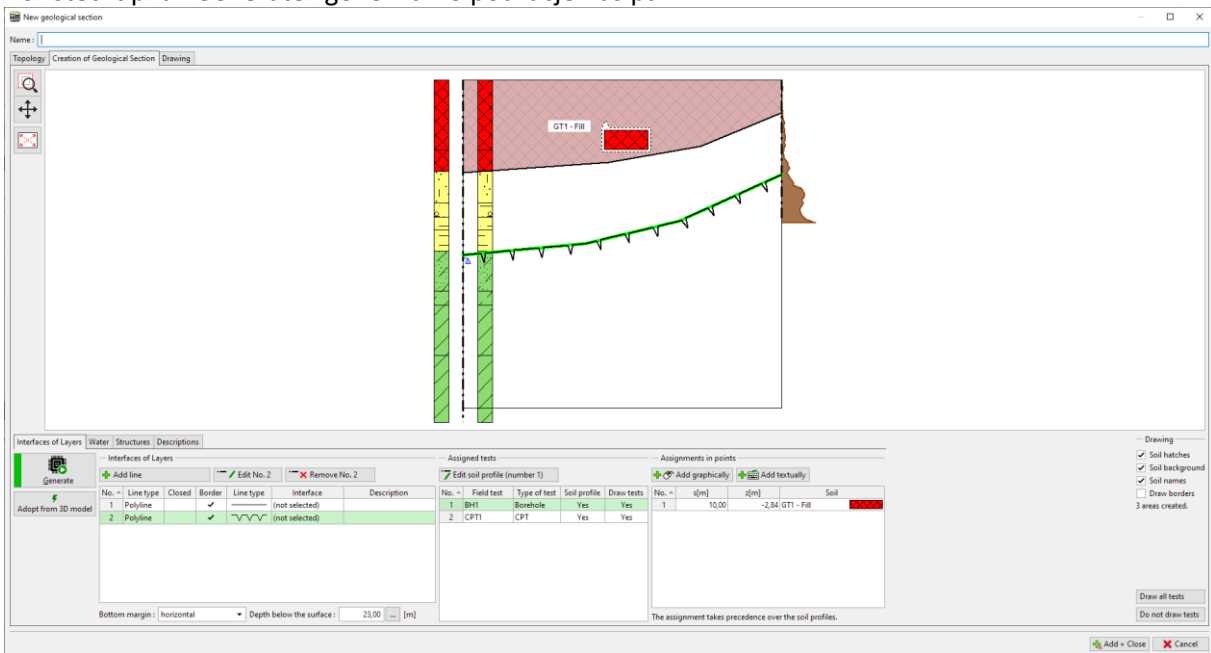 New geological section
Name :
Topology Creation of Geological Section Drawing
GT1 - Fill
Interfaces of Layers Water Structures Descriptions
Generate
Adopt from 3D model
Interfaces of Layers
Add line Edit No. 2 Remove No. 2
No. Line type Closed Border Line type Interface Description
1 Polyline (not selected)
2 Polyline (not selected)
Bottom margin : horizontal Depth below the surface : 23,00 ... [m]
Assigned tests
Edit soil profile (number 1)
No. Field test Type of test Soil profile Draw tests
1 BH1 Borehole Yes Yes
2 CPT1 CPT Yes Yes
Assignments in points
Add graphically Add textually
No. s[m] z[m] Soil
1 10,00 -2,84 GT1 - Fill
The assignment takes precedence over the soil profiles.
Drawing
Soil hatches
Soil background
Soil names
Draw borders
3 areas created.
Draw all tests
Do not draw tests
Add + Close Cancel